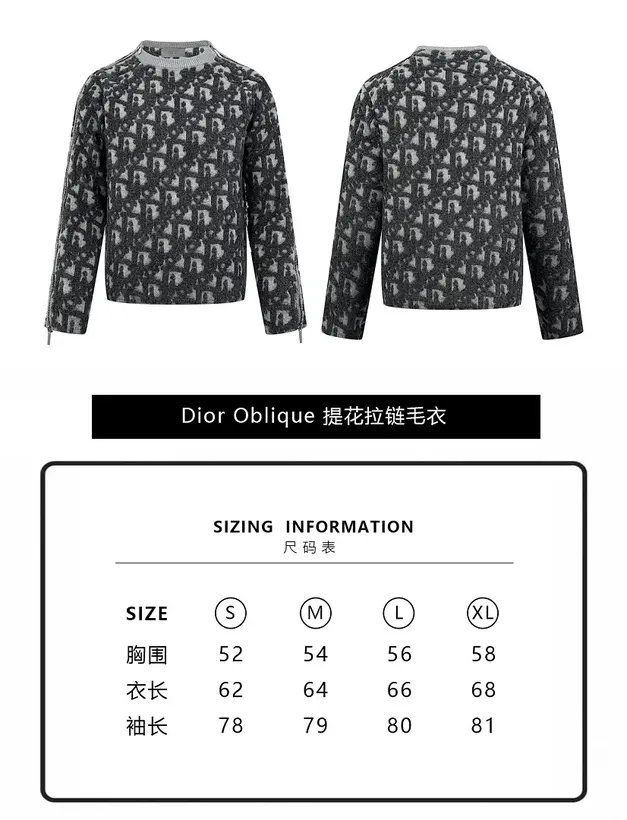 Dior Oblique 提花拉链毛衣
SIZING INFORMATION
尺码表
SIZE S M L XL
胸围 52 54 56 58
衣长 62 64 66 68
袖长 78 79 80 81